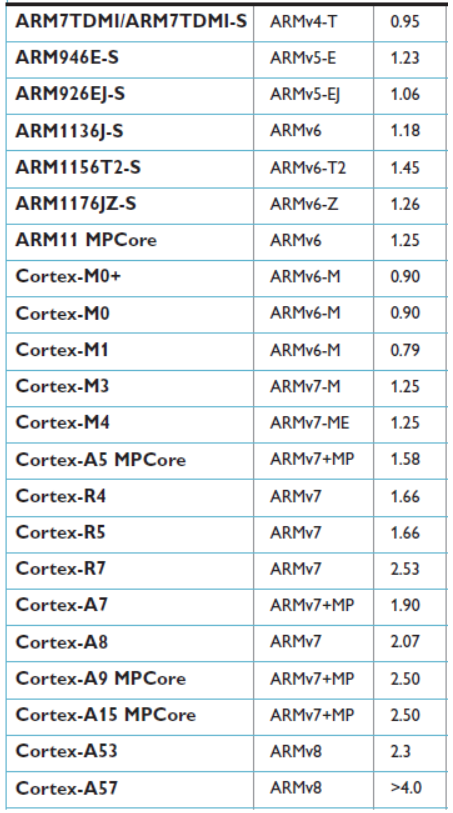 ARM7TDMI/ARM7TDMI-S ARMv4-T 0.95
ARM946E-S ARMv5-E 1.23
ARM926EJ-S ARMv5-EJ 1.06
ARM1136J-S ARMv6 1.18
ARM1156T2-S ARMv6-T2 1.45
ARM1176JZ-S ARMv6-Z 1.26
ARM11 MPCore ARMv6 1.25
Cortex-M0+ ARMv6-M 0.90
Cortex-M0 ARMv6-M 0.90
Cortex-M1 ARMv6-M 0.79
Cortex-M3 ARMv7-M 1.25
Cortex-M4 ARMv7-ME 1.25
Cortex-A5 MPCore ARMv7+MP 1.58
Cortex-R4 ARMv7 1.66
Cortex-R5 ARMv7 1.66
Cortex-R7 ARMv7 2.53
Cortex-A7 ARMv7+MP 1.90
Cortex-A8 ARMv7 2.07
Cortex-A9 MPCore ARMv7+MP 2.50
Cortex-A15 MPCore ARMv7+MP 2.50
Cortex-A53 ARMv8 2.3
Cortex-A57 ARMv8 >4.0